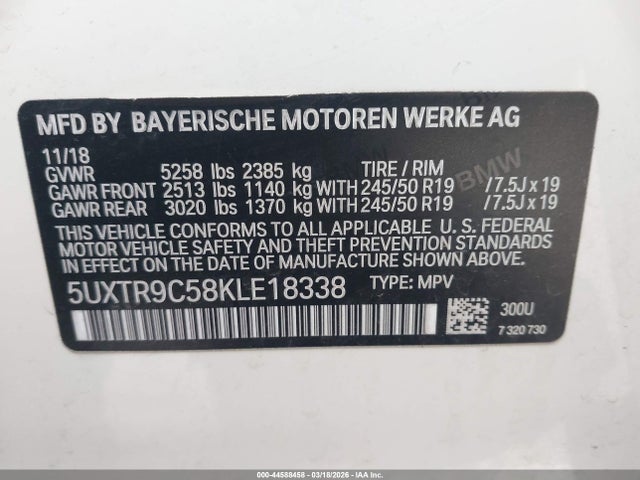 MFD BY BAYERISCHE MOTOREN WERKE AG
11/18
GVWR 5258 lbs 2385 kg TIRE / RIM
GAWR FRONT 2513 lbs 1140 kg WITH 245/50 R19 /7.5J x 19
GAWR REAR 3020 lbs 1370 kg WITH 245/50 R19 /7.5J x 19
BMW
THIS VEHICLE CONFORMS TO ALL APPLICABLE U. S. FEDERAL
MOTOR VEHICLE SAFETY AND THEFT PREVENTION STANDARDS
IN EFFECT ON THE DATE OF MANUFACTURE SHOWN ABOVE.
5UXTR9C58KLE18338 TYPE: MPV
300U
7 320 730
000-44588458 - 03/18/2026 - IAA Inc.